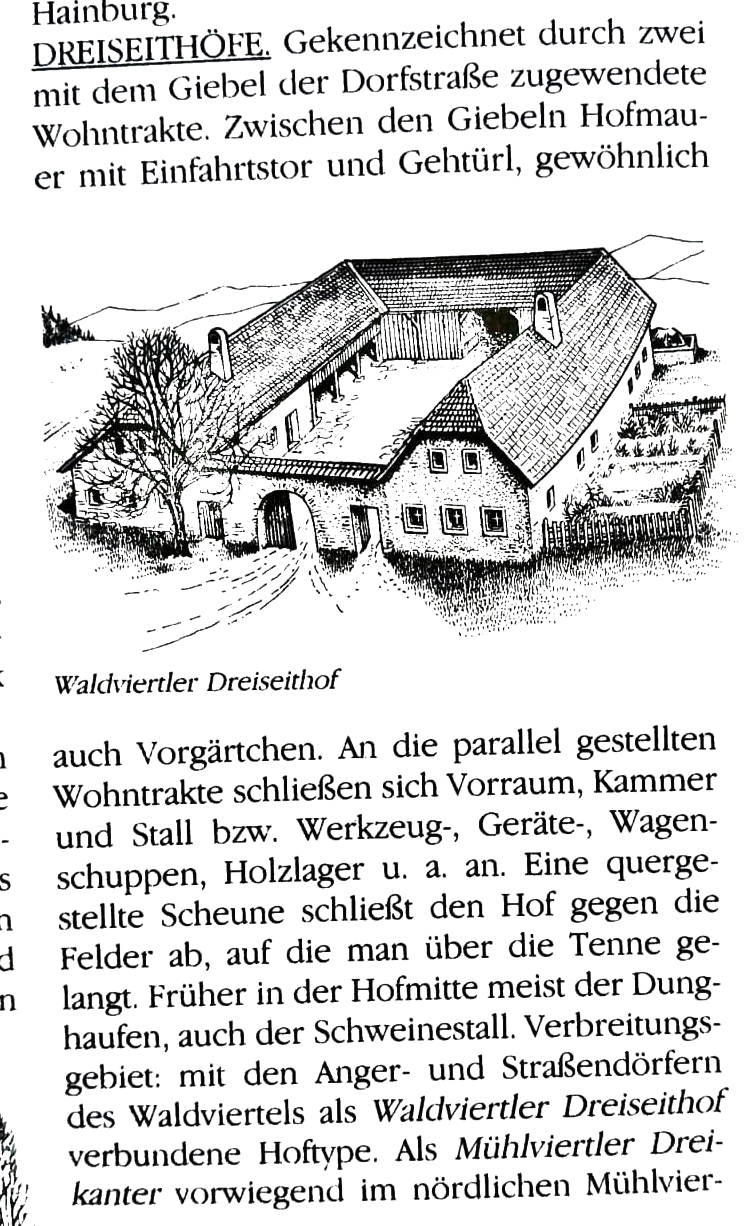 Hainburg.
DREISEITHÖFE. Gekennzeichnet durch zwei
mit dem Giebel der Dorfstraße zugewendete
Wohntrakte. Zwischen den Giebeln Hofmau-
er mit Einfahrtstor und Gehtürl, gewöhnlich
Waldviertler Dreiseithof
auch Vorgärtchen. An die parallel gestellten
Wohntrakte schließen sich Vorraum, Kammer
und Stall bzw. Werkzeug-, Geräte-, Wagen-
schuppen, Holzlager u. a. an. Eine querge-
stellte Scheune schließt den Hof gegen die
Felder ab, auf die man über die Tenne ge-
langt. Früher in der Hofmitte meist der Dung-
haufen, auch der Schweinestall. Verbreitungs-
gebiet: mit den Anger- und Straßendörfern
des Waldviertels als Waldviertler Dreiseithof
verbundene Hoftype. Als Mühlviertler Drei-
kanter vorwiegend im nördlichen Mühlvier-